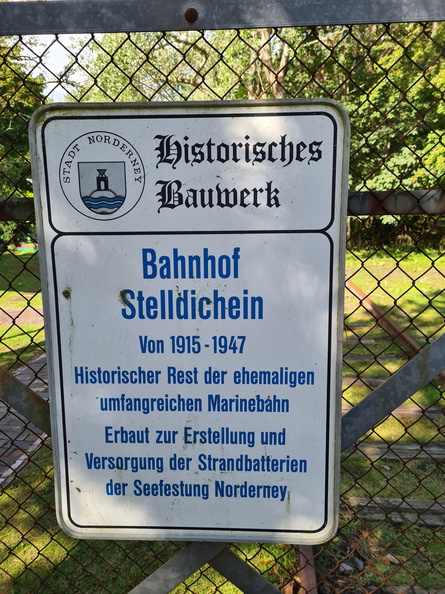 STADT NORDERNEY
Historisches
Bauwerk
Bahnhof
Stelldichein
Von 1915 - 1947
Historischer Rest der ehemaligen
umfangreichen Marinebahn
Erbaut zur Erstellung und
Versorgung der Strandbatterien
der Seefestung Norderney